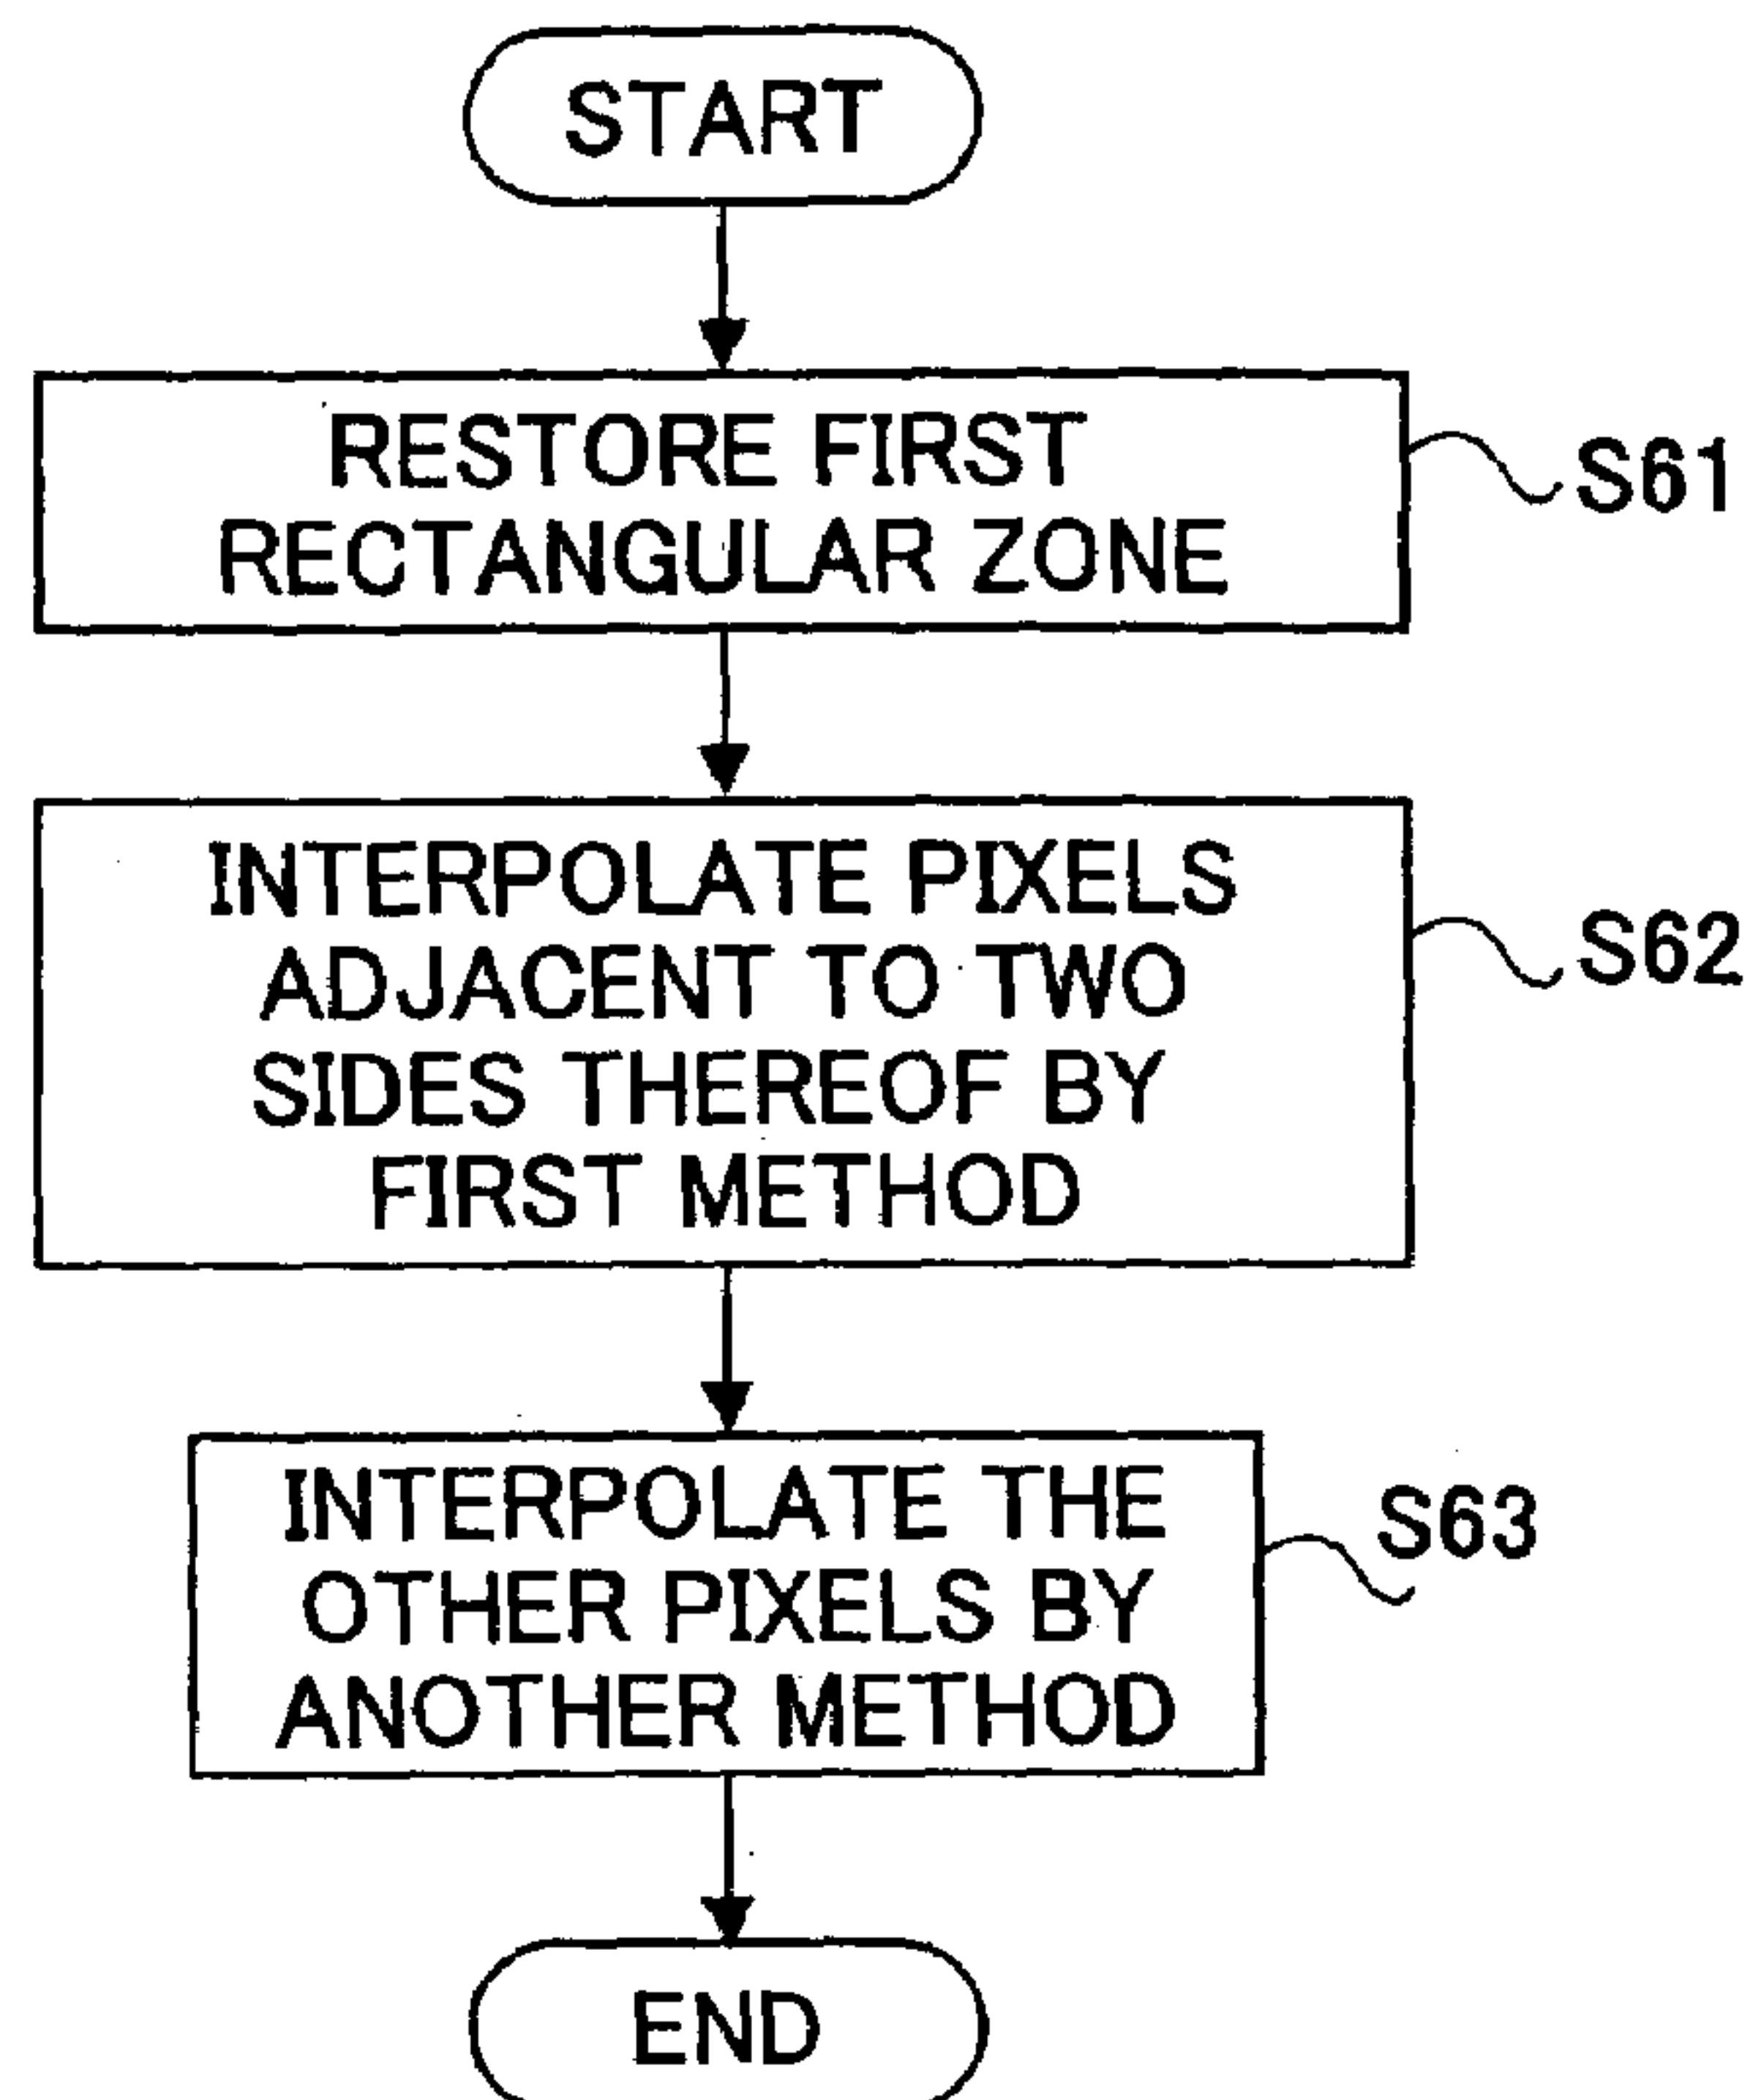 START
RESTORE FIRST
RECTANGULAR ZONE
S61
INTERPOLATE PIXELS
ADJACENT TO TWO
SIDES THEREOF BY
FIRST METHOD
S62
INTERPOLATE THE
OTHER PIXELS BY
ANOTHER METHOD
S63
END